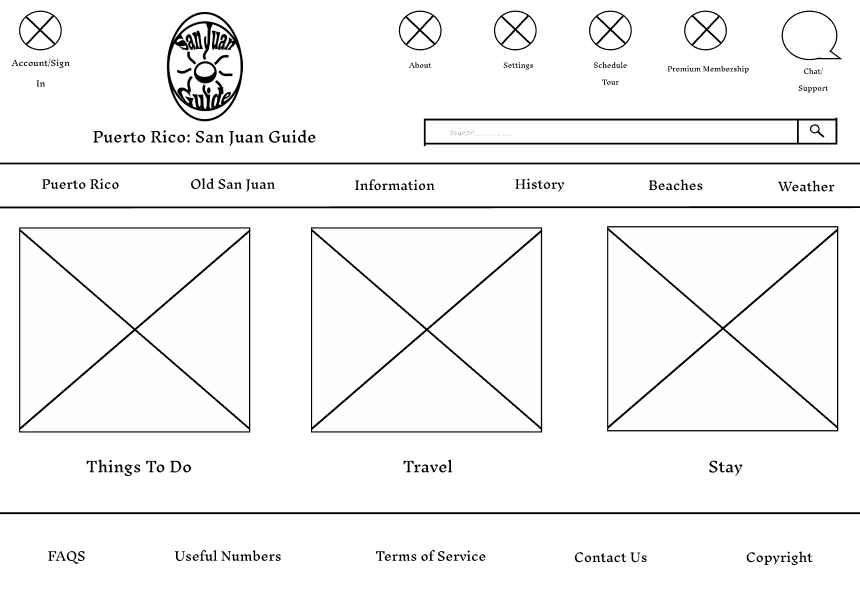 Account/Sign
In
San Juan
Guide
Puerto Rico: San Juan Guide
About
Settings
Schedule
Tour
Premium Membership
Chat/
Support
Search!..................
Puerto Rico
Old San Juan
Information
History
Beaches
Weather
Things To Do
Travel
Stay
FAQS
Useful Numbers
Terms of Service
Contact Us
Copyright